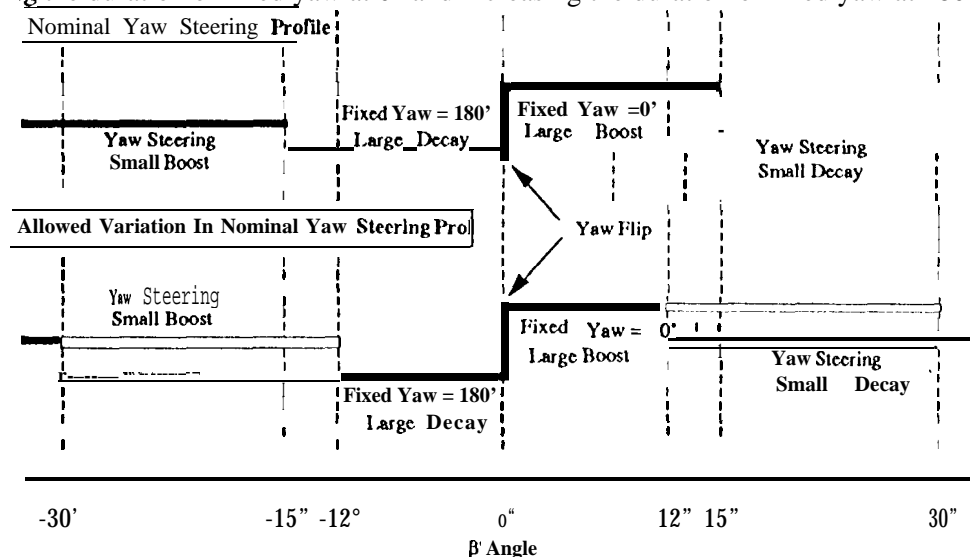 Nominal Yaw Steering Profile
Fixed Yaw = 180'
Large Decay
Fixed Yaw =0'
Large Boost
Yaw Steering
Small Boost
Yaw Steering
Small Decay
Allowed Variation In Nominal Yaw Steering Prol
Yaw Flip
Yaw Steering
Small Boost
Fixed Yaw = 0°
Large Boost
Yaw Steering
Small Decay
Fixed Yaw = 180'
Large Decay
-30' -15" -12° 0" 12" 15" 30"
β' Angle